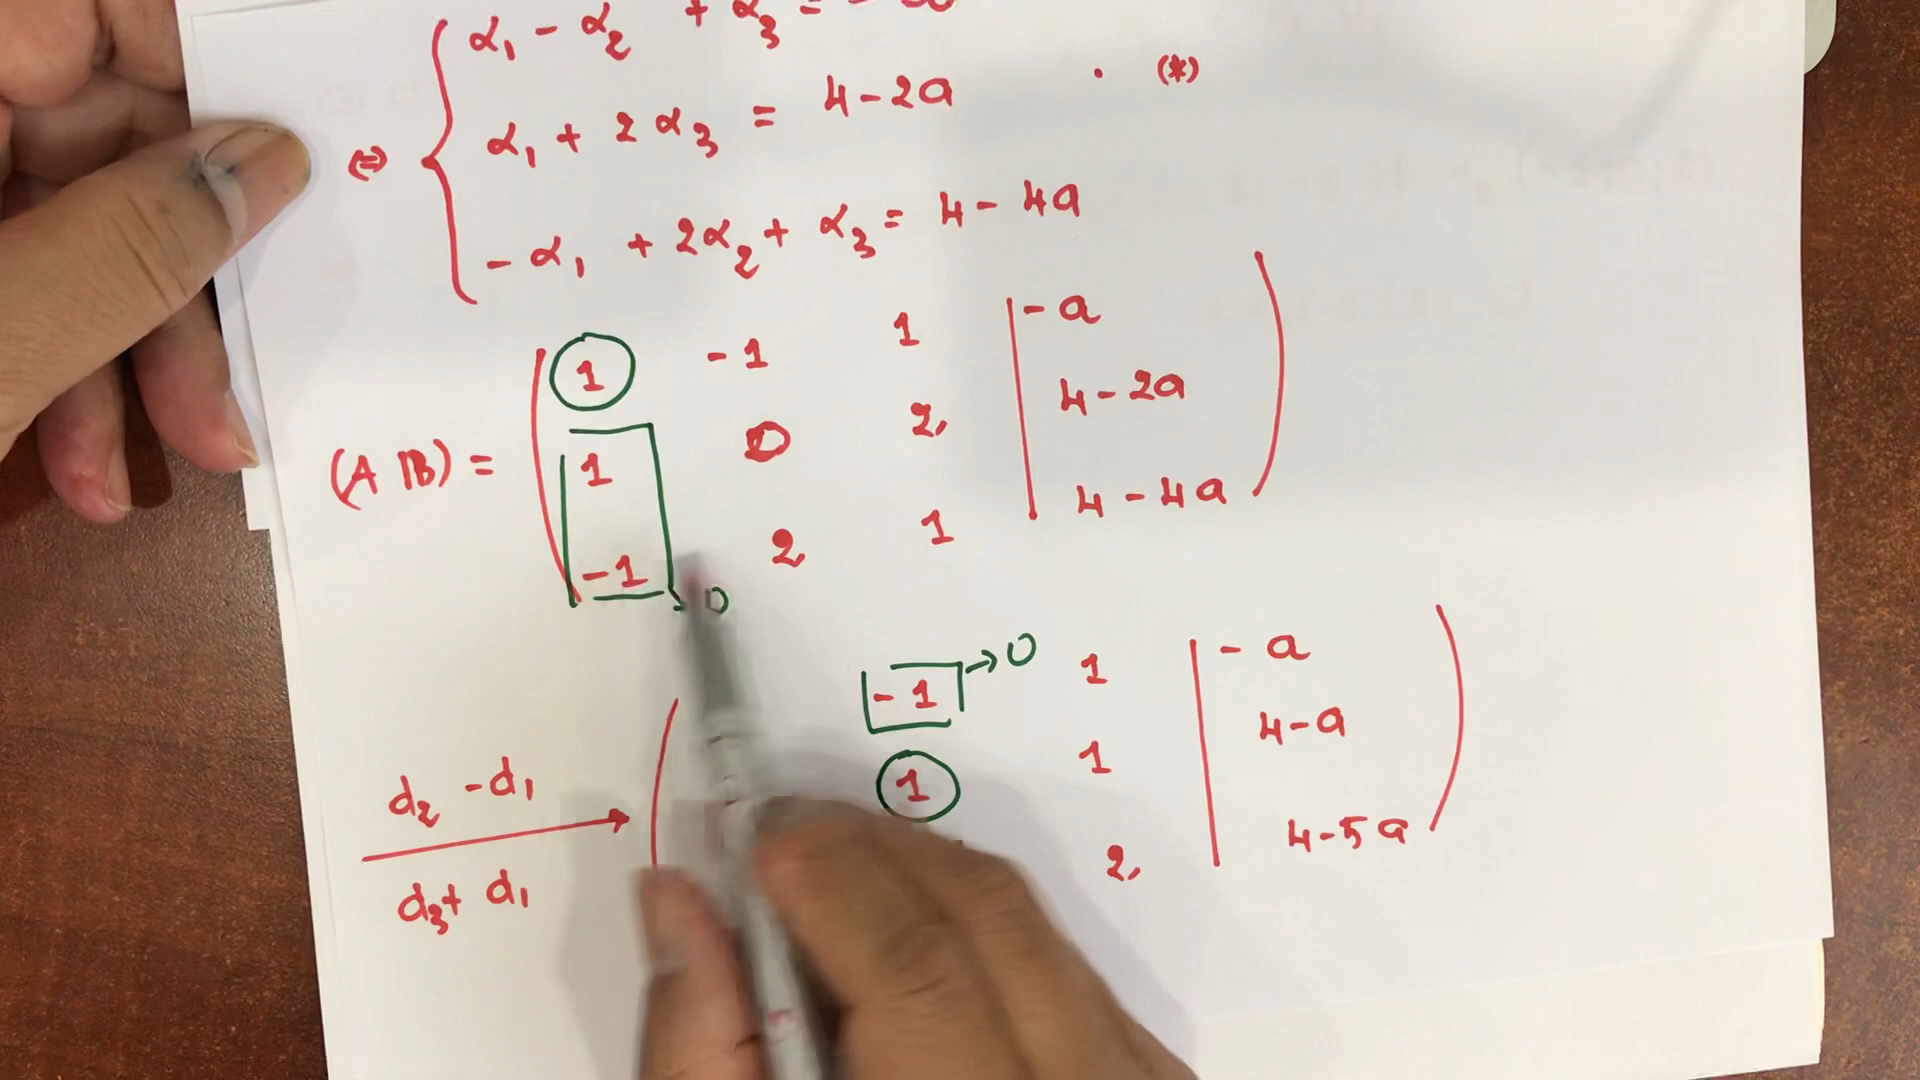 α₁ - α₂ + α₃ = -
⇔ α₁ + 2α₃ = 4 - 2a . (*)
-α₁ + 2α₂ + α₃ = 4 - 4a
1 -1 1 | -a
1 0 2 | 4 - 2a
(A|B) =
-1 2 1 | 4 - 4a
0
-1 → 0 1 | -a
1 1 | 4-a
d₂ - d₁
2 | 4-5a
d₃ + d₁